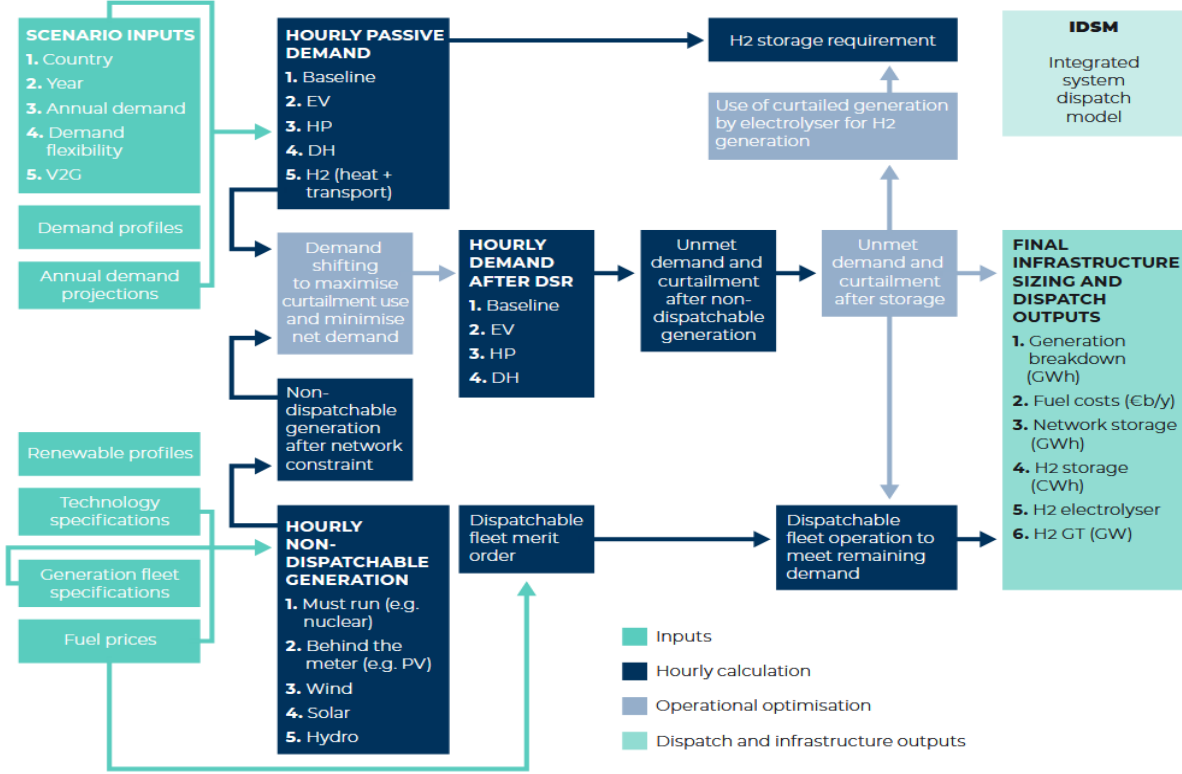 SCENARIO INPUTS
1. Country
2. Year
3. Annual demand
4. Demand
flexibility
5. V2G
Demand profiles
Annual demand
projections
HOURLY PASSIVE
DEMAND
1. Baseline
2. EV
3. HP
4. DH
5. H2 (heat +
transport)
H2 storage requirement
Use of curtailed generation
by electrolyser for H2
generation
IDSM
Integrated
system
dispatch
model
Demand
shifting
to maximise
curtailment use
and minimise
net demand
HOURLY
DEMAND
AFTER DSR
1. Baseline
2. EV
3. HP
4. DH
Unmet
demand and
curtailment
after non-
dispatchable
generation
Unmet
demand and
curtailment
after storage
FINAL
INFRASTRUCTURE
SIZING AND
DISPATCH
OUTPUTS
1. Generation
breakdown
(GWh)
2. Fuel costs (€b/y)
3. Network storage
(GWh)
4. H2 storage
(CWh)
5. H2 electrolyser
6. H2 GT (GW)
Non-
dispatchable
generation
after network
constraint
Renewable profiles
Technology
specifications
Generation fleet
specifications
Fuel prices
HOURLY
NON-
DISPATCHABLE
GENERATION
1. Must run (e.g.
nuclear)
2. Behind the
meter (e.g. PV)
3. Wind
4. Solar
5. Hydro
Dispatchable
fleet merit
order
Dispatchable
fleet operation to
meet remaining
demand
Inputs
Hourly calculation
Operational optimisation
Dispatch and infrastructure outputs